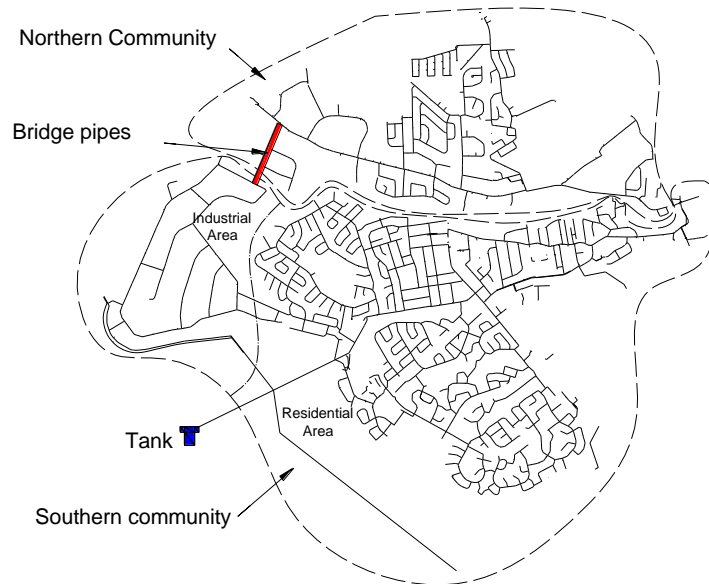 Northern Community
Bridge pipes
Industrial
Area
Residential
Area
Tank
Southern community